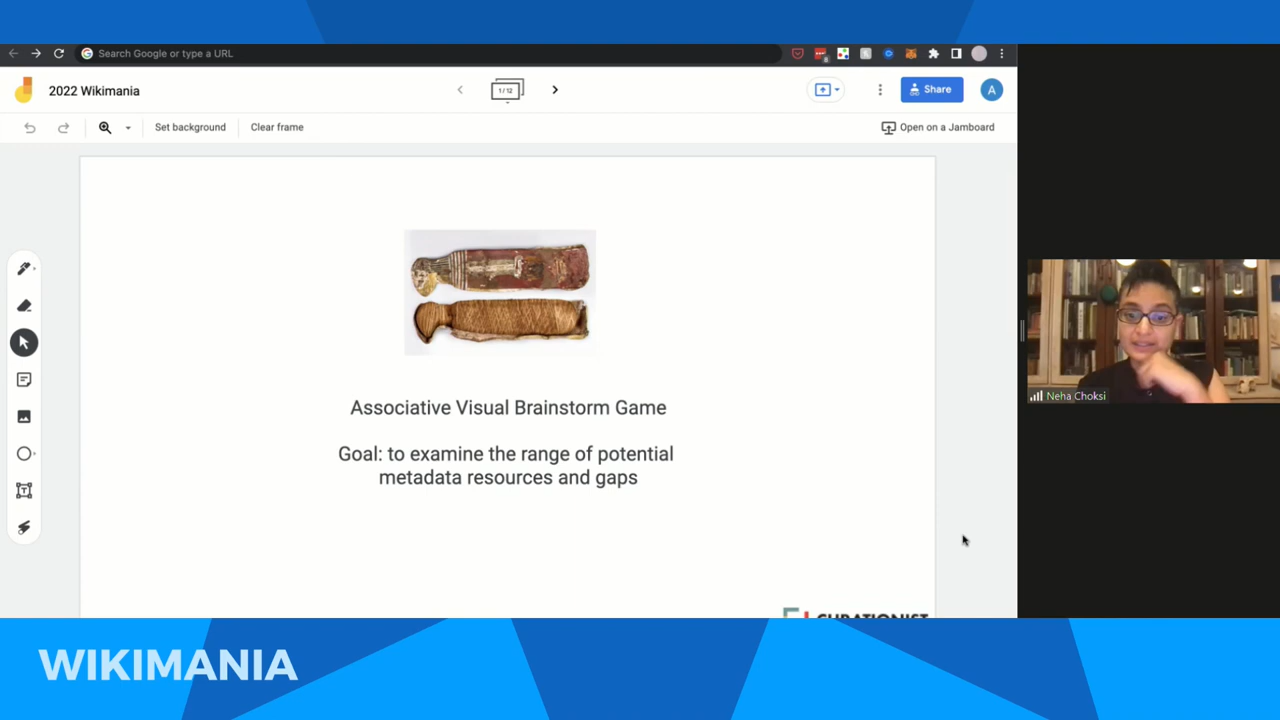 Search Google or type a URL
2022 Wikimania
1 / 12
Share
A
Set background
Clear frame
Open on a Jamboard
Associative Visual Brainstorm Game
Goal: to examine the range of potential
metadata resources and gaps
CURATIONIST
Neha Choksi
WIKIMANIA